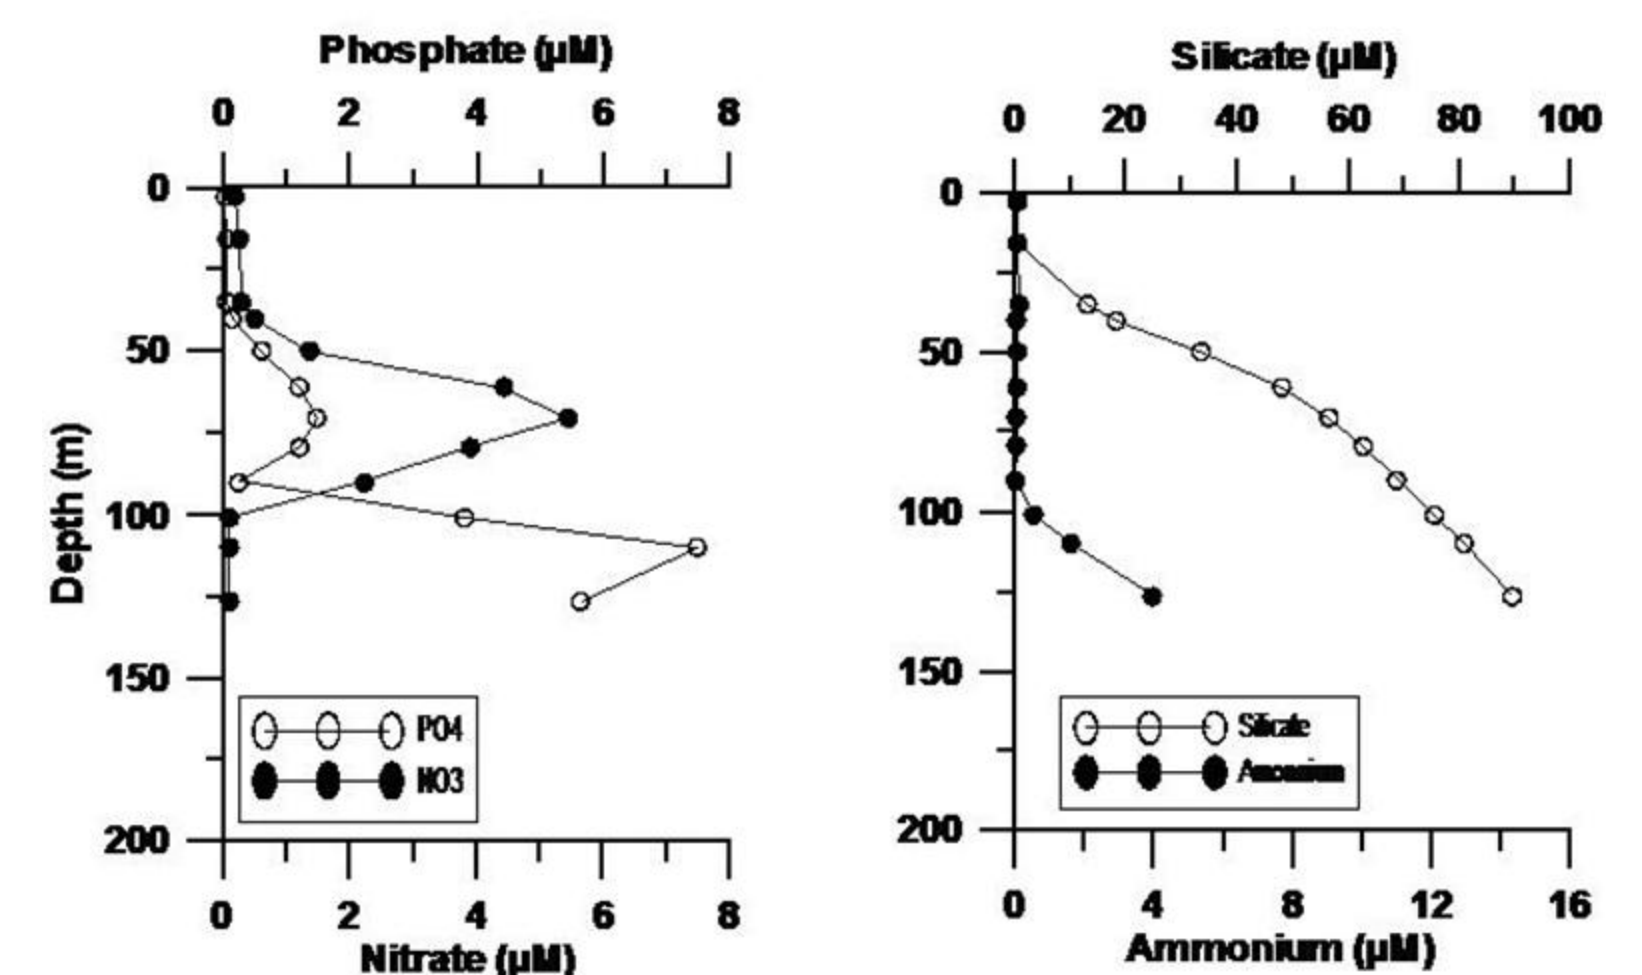 Phosphate (µM)
0 2 4 6 8
0
50
100
150
200
Depth (m)
PO4
NO3
0 2 4 6 8
Nitrate (µM)
Silicate (µM)
0 20 40 60 80 100
0
50
100
150
200
Silicate
Amonium
0 4 8 12 16
Ammonium (µM)